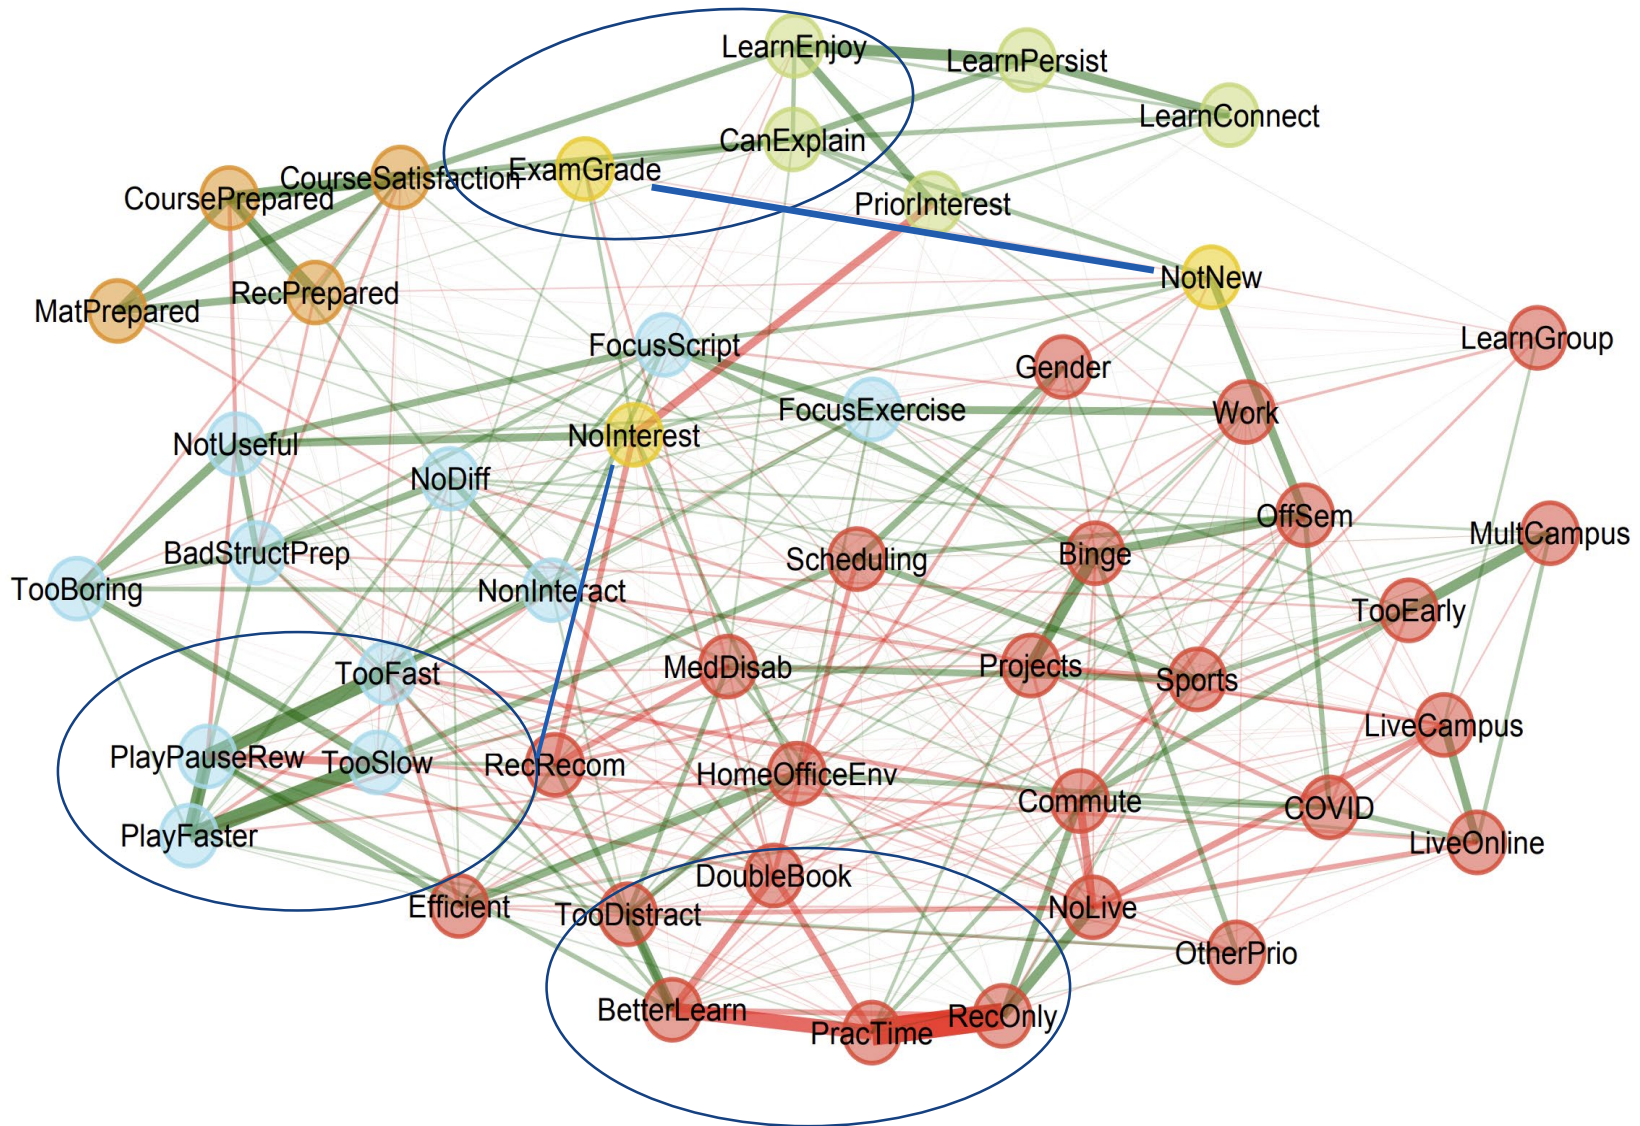 LearnEnjoy
LearnPersist
LearnConnect
CanExplain
ExamGrade
CourseSatisfaction
CoursePrepared
PriorInterest
NotNew
RecPrepared
MatPrepared
FocusScript
LearnGroup
Gender
FocusExercise
Work
NotUseful
NoInterest
NoDiff
OffSem
MultCampus
BadStructPrep
Scheduling
Binge
TooBoring
NonInteract
TooEarly
TooFast
MedDisab
Projects
Sports
LiveCampus
PlayPauseRew
TooSlow
RecRecom
HomeOfficeEnv
Commute
COVID
PlayFaster
LiveOnline
DoubleBook
Efficient
TooDistract
NoLive
OtherPrio
BetterLearn
PracTime
RecOnly